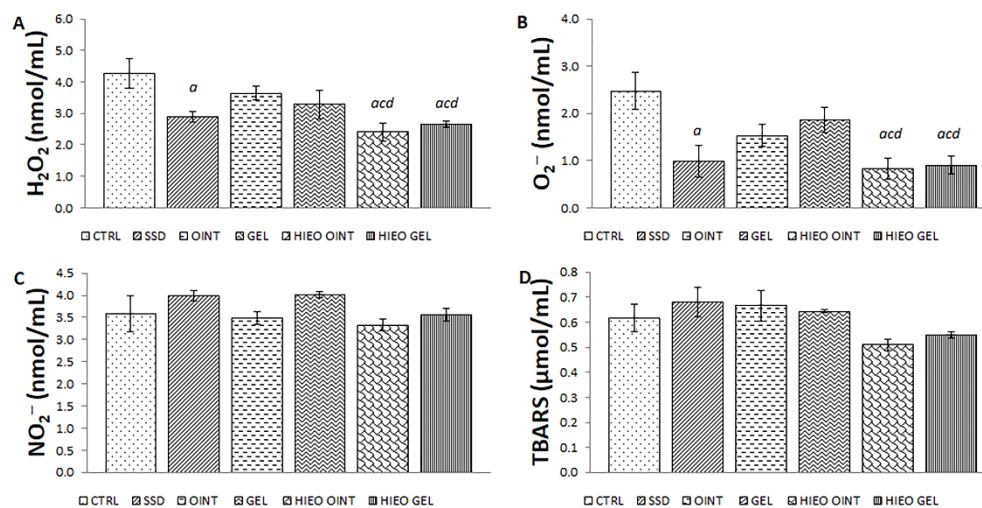 A
H₂O₂ (nmol/mL)
6.0
5.0
4.0
3.0
2.0
1.0
0.0
a
acd
acd
CTRL SSD OINT GEL HIEO OINT HIEO GEL
B
O₂⁻ (nmol/mL)
4.0
3.0
2.0
1.0
0.0
a
acd
acd
CTRL SSD OINT GEL HIEO OINT HIEO GEL
C
NO₂⁻ (nmol/mL)
4.5
4.0
3.5
3.0
2.5
2.0
1.5
1.0
0.5
0.0
CTRL SSD OINT GEL HIEO OINT HIEO GEL
D
TBARS (μmol/mL)
0.8
0.7
0.6
0.5
0.4
0.3
0.2
0.1
0.0
CTRL SSD OINT GEL HIEO OINT HIEO GEL